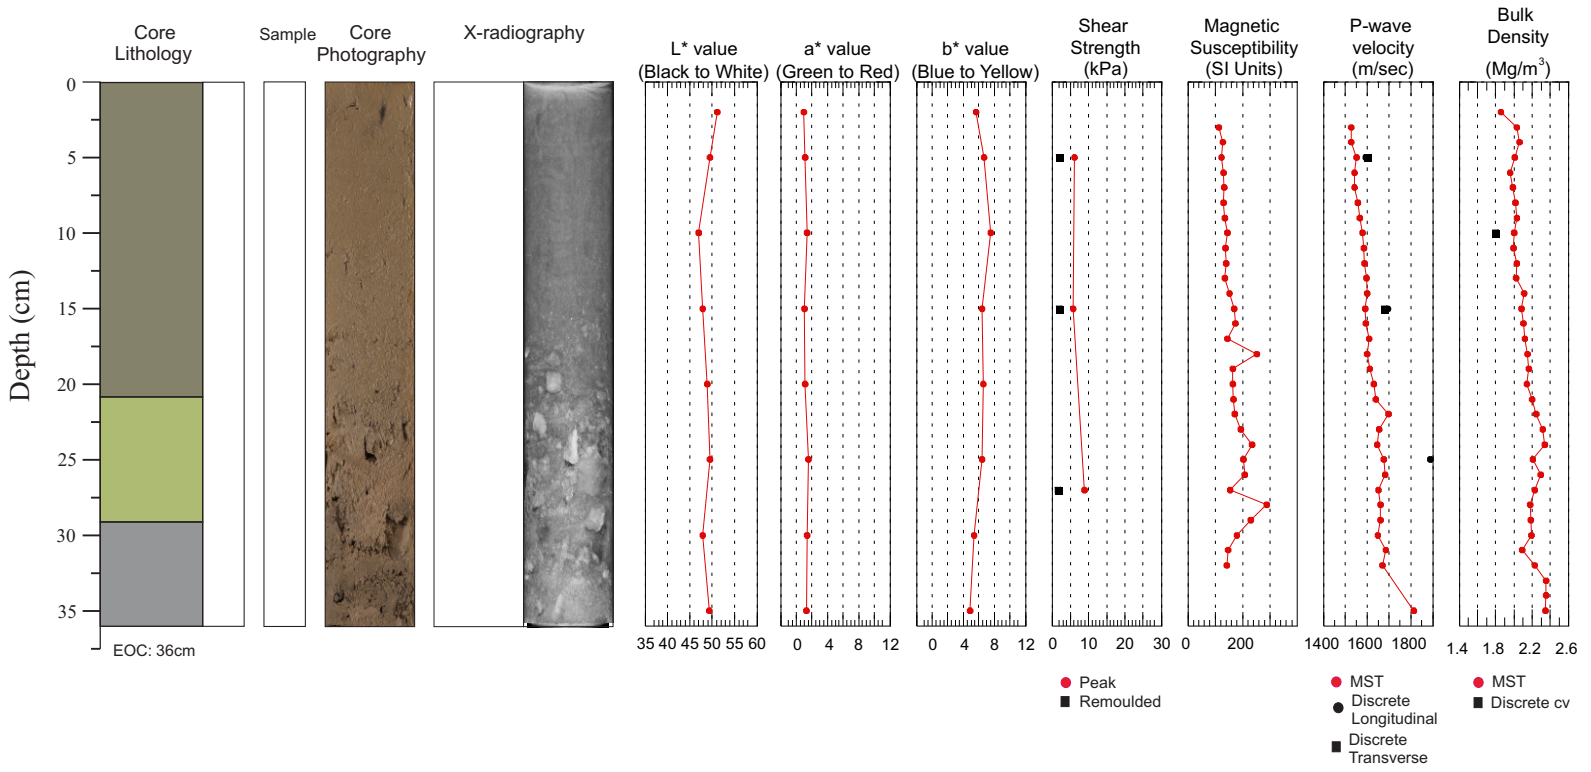 Core
Lithology
Sample
Core
Photography
X-radiography
L* value
(Black to White)
a* value
(Green to Red)
b* value
(Blue to Yellow)
Shear
Strength
(kPa)
Magnetic
Susceptibility
(SI Units)
P-wave
velocity
(m/sec)
Bulk
Density
(Mg/m³)
Depth (cm)
0
5
10
15
20
25
30
35
EOC: 36cm
35 40 45 50 55 60
0 4 8 12
0 4 8 12
0 10 20 30
0 200
1400 1600 1800
1.4 1.8 2.2 2.6
Peak
Remoulded
MST
Discrete
Longitudinal
Discrete
Transverse
MST
Discrete cv